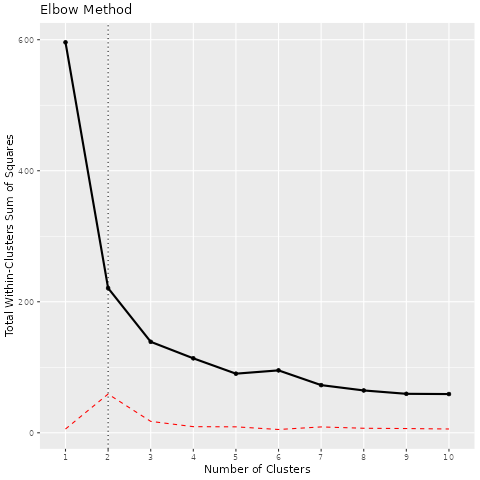 Elbow Method
600
400
200
0
Total Within-Clusters Sum of Squares
1 2 3 4 5 6 7 8 9 10
Number of Clusters